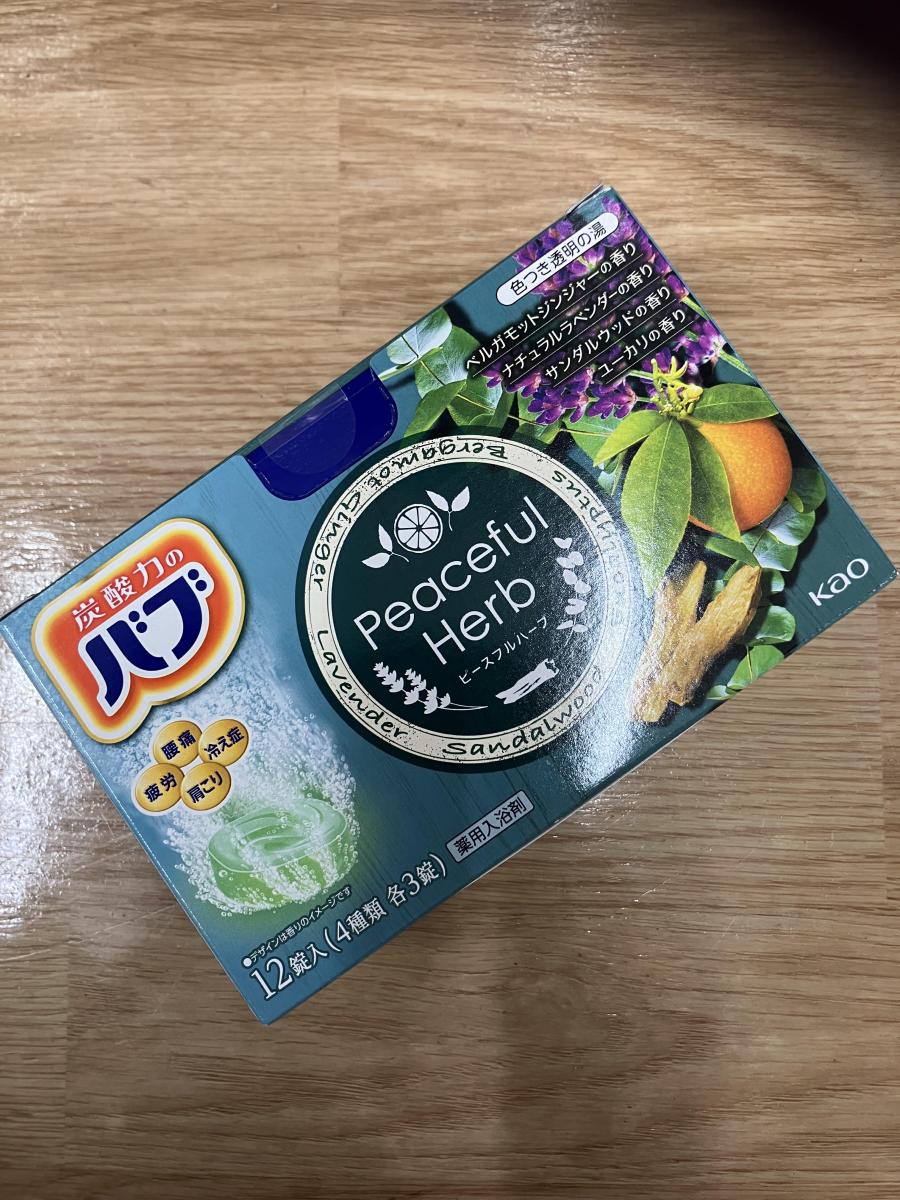 色つき透明の湯
ベルガモットジンジャーの香り
ナチュラルラベンダーの香り
サンダルウッドの香り
ユーカリの香り
Bergamot Ginger
Lavender
Sandalwood
Peaceful
Herb
ピースフルハーブ
Kao
炭酸力の
バブ
腰痛
冷え症
疲労
肩こり
薬用入浴剤
●デザインは香りのイメージです
12錠入(4種類 各3錠)